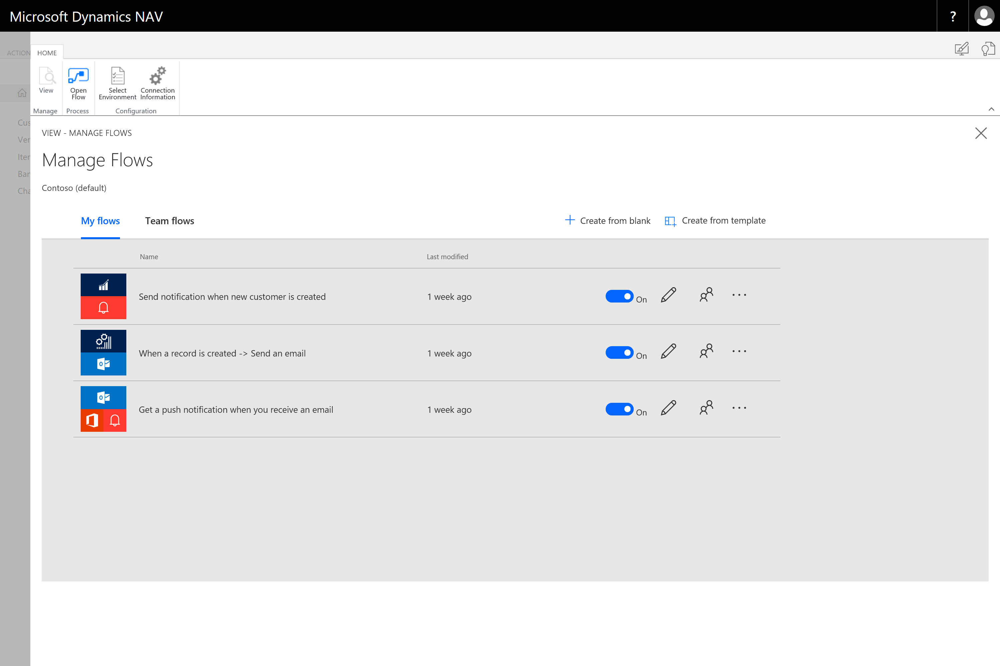 Microsoft Dynamics NAV
?
ACTION
HOME
View
Open
Flow
Select
Environment
Connection
Information
Manage
Process
Configuration
Cus
Ver
Iter
Bar
Cha
VIEW - MANAGE FLOWS
Manage Flows
Contoso (default)
My flows
Team flows
Create from blank
Create from template
Name
Last modified
Send notification when new customer is created
1 week ago
On
When a record is created -> Send an email
1 week ago
On
Get a push notification when you receive an email
1 week ago
On